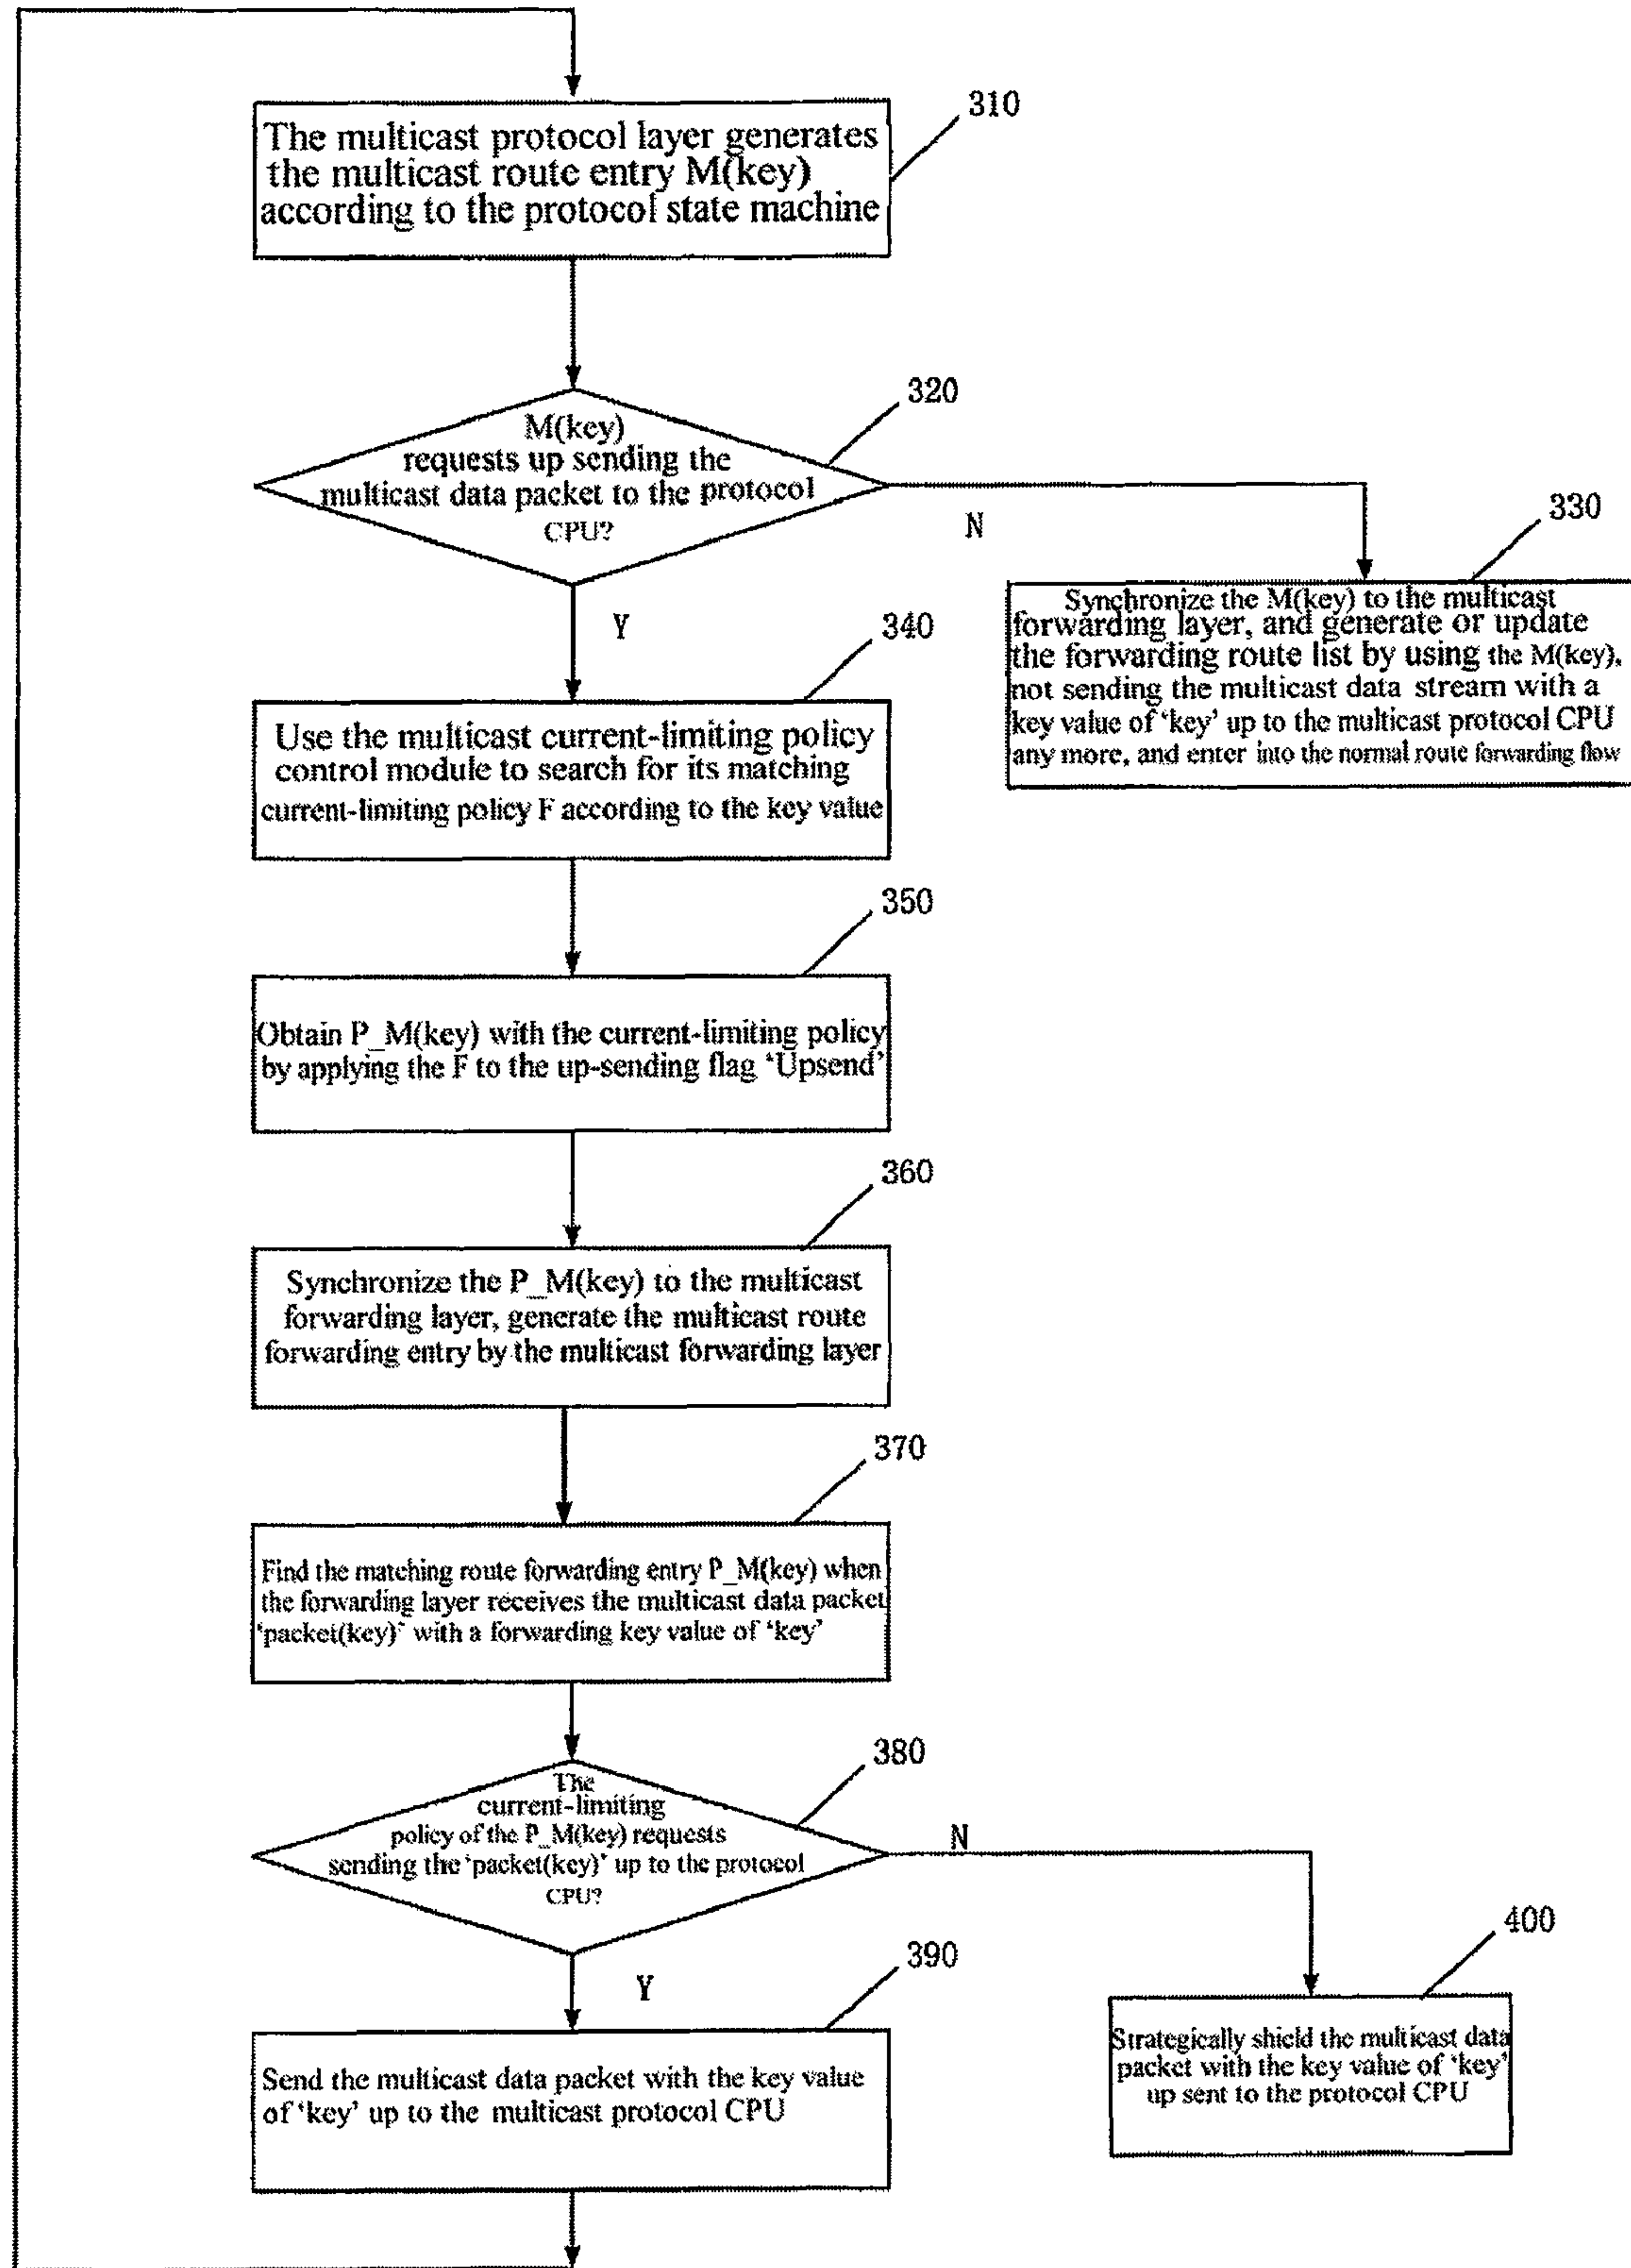 310
The multicast protocol layer generates
the multicast route entry M(key)
according to the protocol state machine
320
M(key)
requests up sending the
multicast data packet to the protocol
CPU?
N
330
Synchronize the M(key) to the multicast
forwarding layer, and generate or update
the forwarding route list by using the M(key),
not sending the multicast data stream with a
key value of ‘key’ up to the multicast protocol CPU
any more, and enter into the normal route forwarding flow
Y
340
Use the multicast current-limiting policy
control module to search for its matching
current-limiting policy F according to the key value
350
Obtain P_M(key) with the current-limiting policy
by applying the F to the up-sending flag ‘Upsend’
360
Synchronize the P_M(key) to the multicast
forwarding layer, generate the multicast route
forwarding entry by the multicast forwarding layer
370
Find the matching route forwarding entry P_M(key) when
the forwarding layer receives the multicast data packet
‘packet(key)’ with a forwarding key value of ‘key’
380
The
current-limiting
policy of the P_M(key) requests
sending the ‘packet(key)’ up to the protocol
CPU?
N
400
Strategically shield the multicast data
packet with the key value of ‘key’
up sent to the protocol CPU
Y
390
Send the multicast data packet with the key value
of ‘key’ up to the multicast protocol CPU